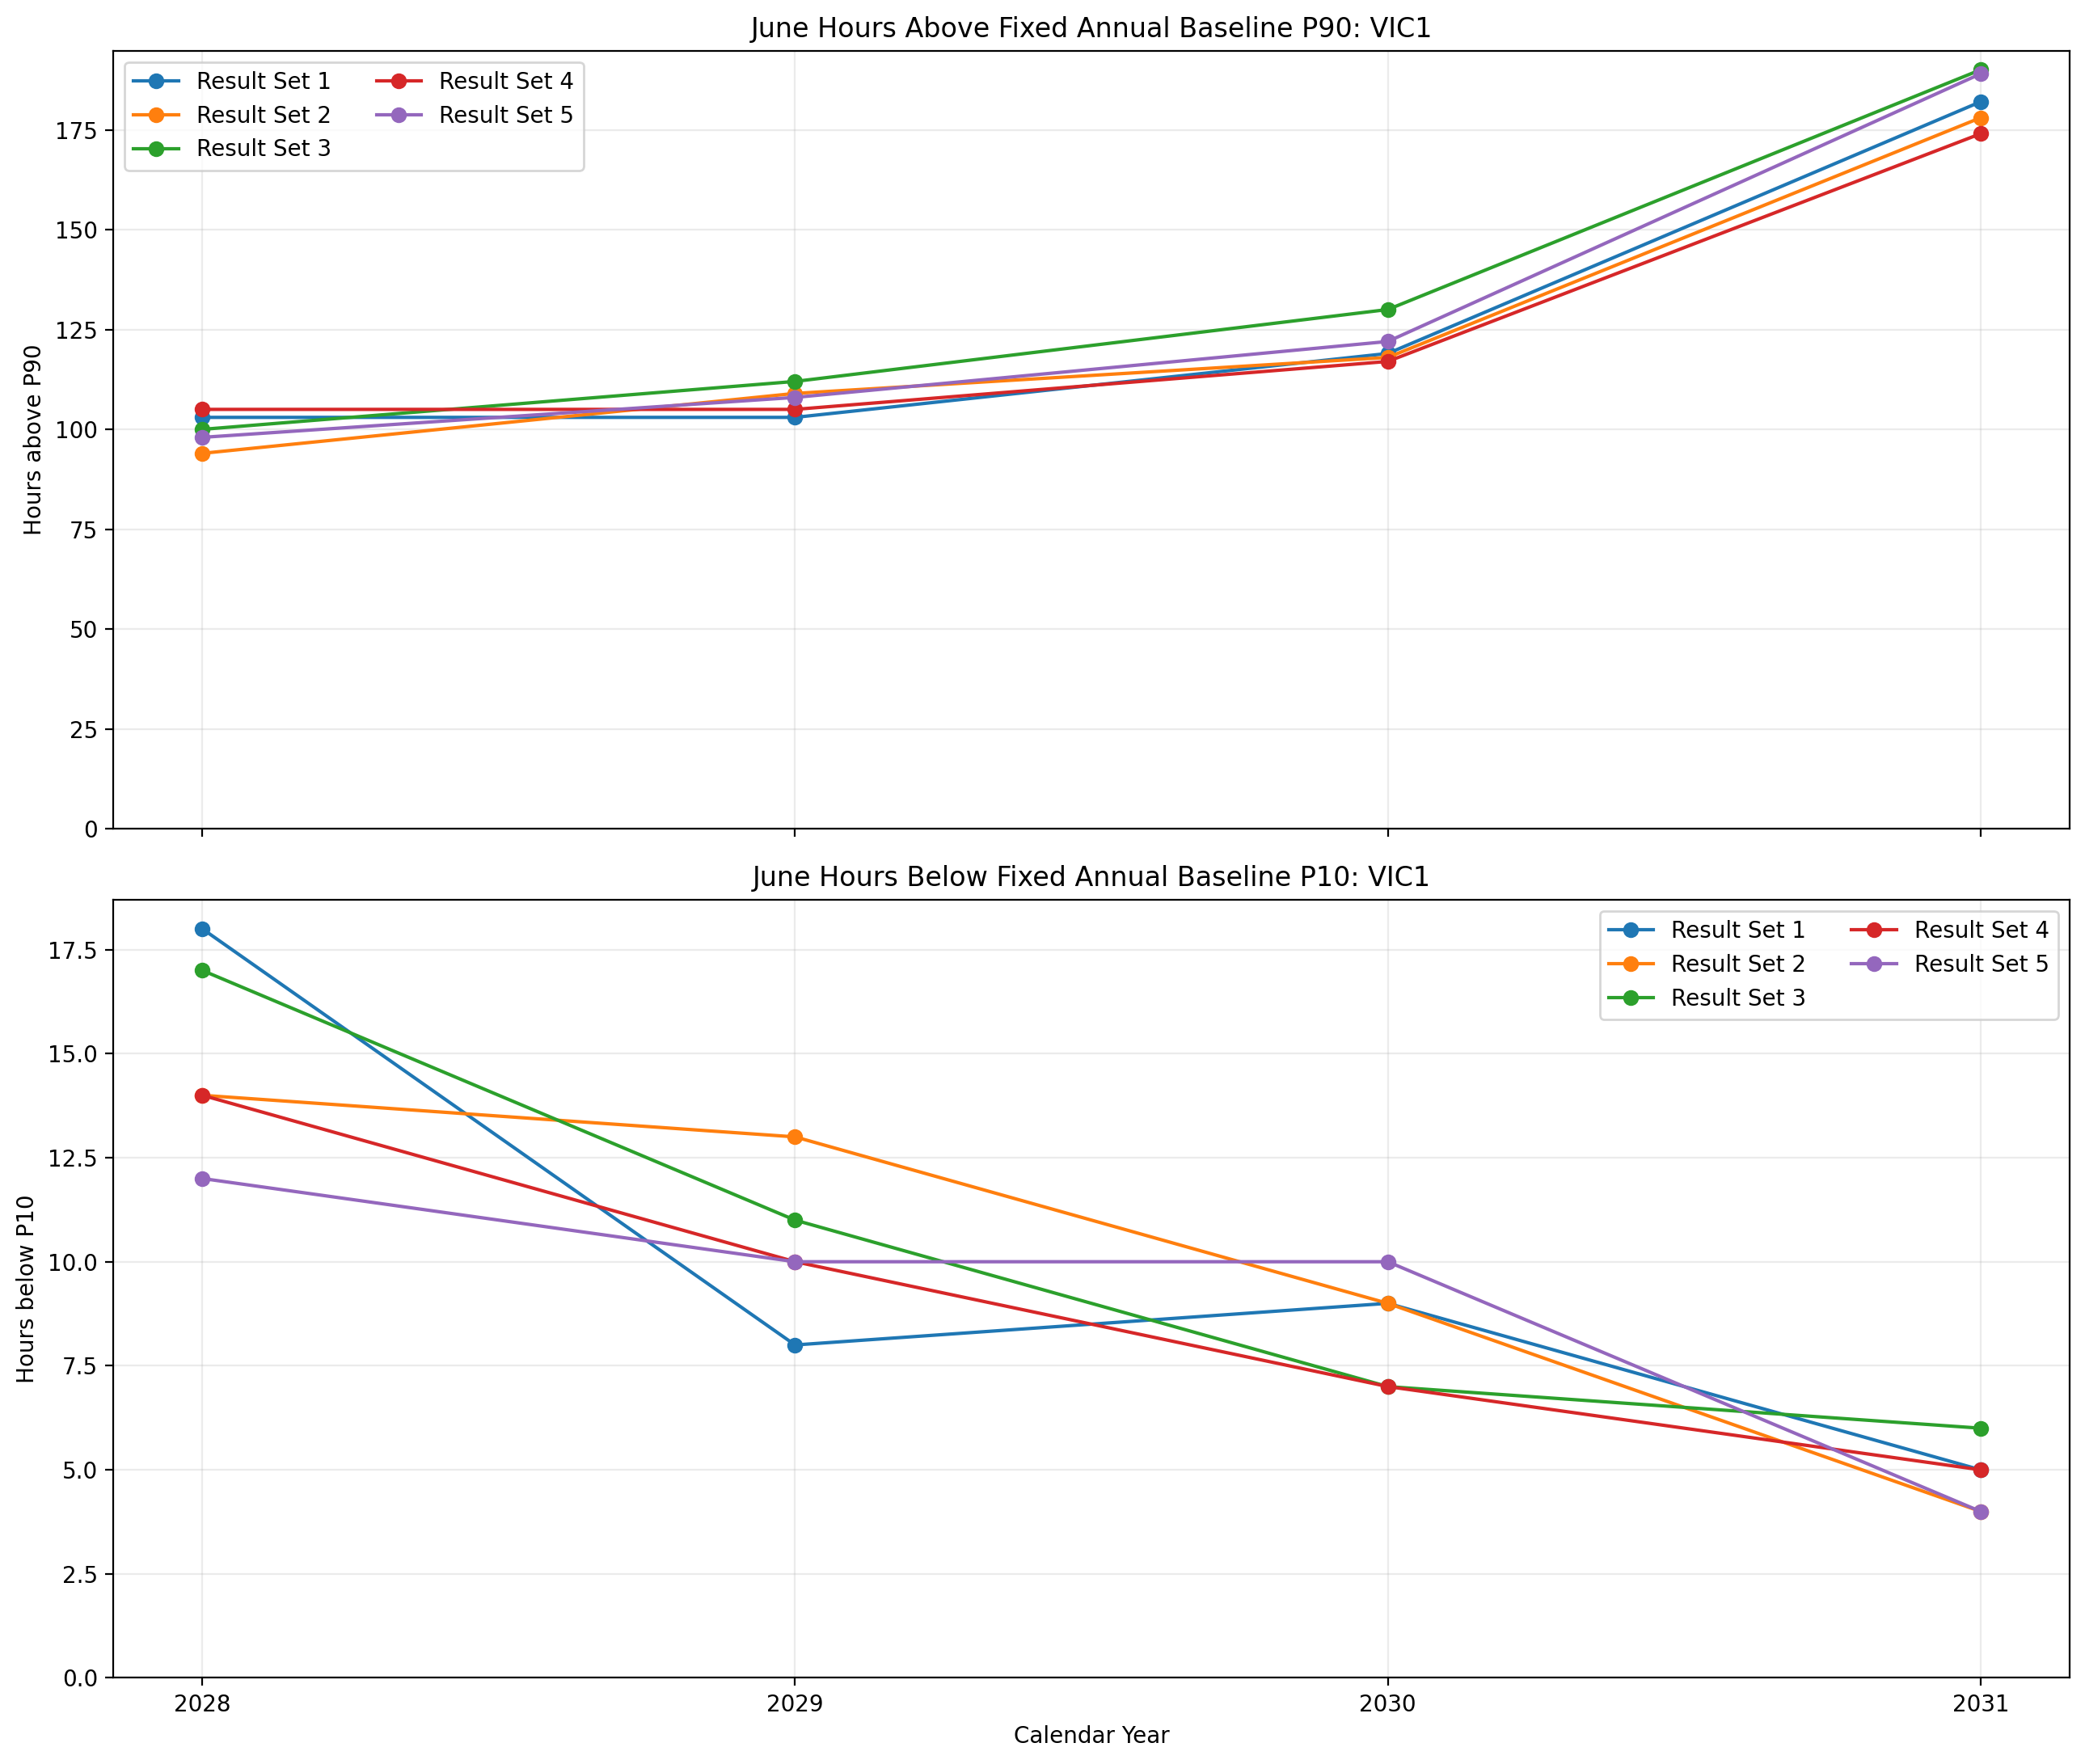 June Hours Above Fixed Annual Baseline P90: VIC1
Result Set 1
Result Set 2
Result Set 3
Result Set 4
Result Set 5
Hours above P90
175
150
125
100
75
50
25
0
June Hours Below Fixed Annual Baseline P10: VIC1
Result Set 1
Result Set 2
Result Set 3
Result Set 4
Result Set 5
Hours below P10
17.5
15.0
12.5
10.0
7.5
5.0
2.5
0.0
2028 2029 2030 2031
Calendar Year